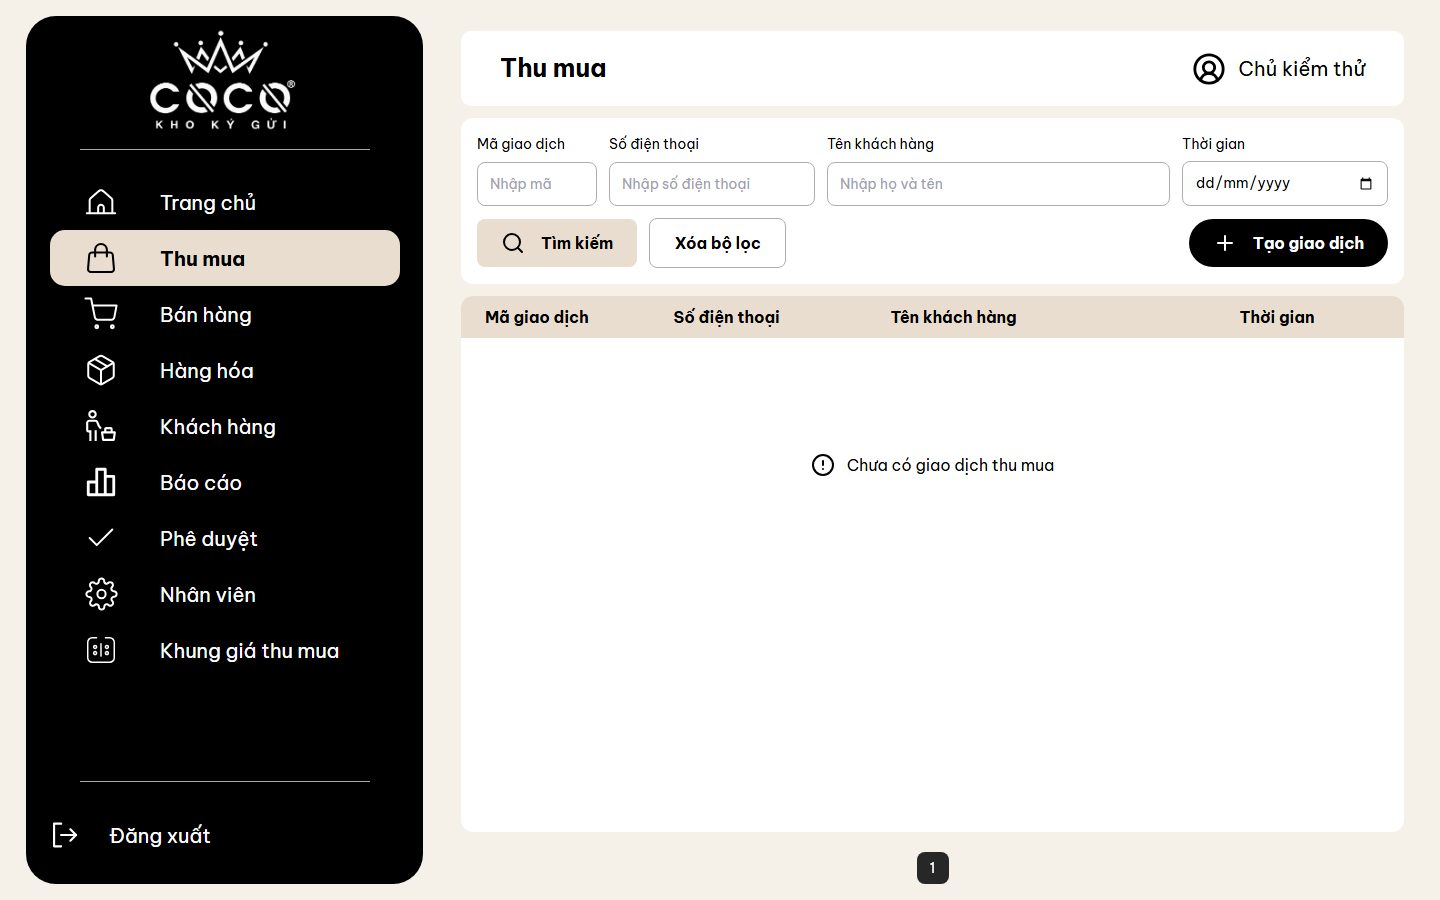 COCO®
KHO KÝ GỬI
Trang chủ
Thu mua
Bán hàng
Hàng hóa
Khách hàng
Báo cáo
Phê duyệt
Nhân viên
Khung giá thu mua
Đăng xuất
Thu mua
Chủ kiểm thử
Mã giao dịch Số điện thoại Tên khách hàng Thời gian
Nhập mã Nhập số điện thoại Nhập họ và tên dd/mm/yyyy
Tìm kiếm Xóa bộ lọc Tạo giao dịch
Mã giao dịch Số điện thoại Tên khách hàng Thời gian
Chưa có giao dịch thu mua
1